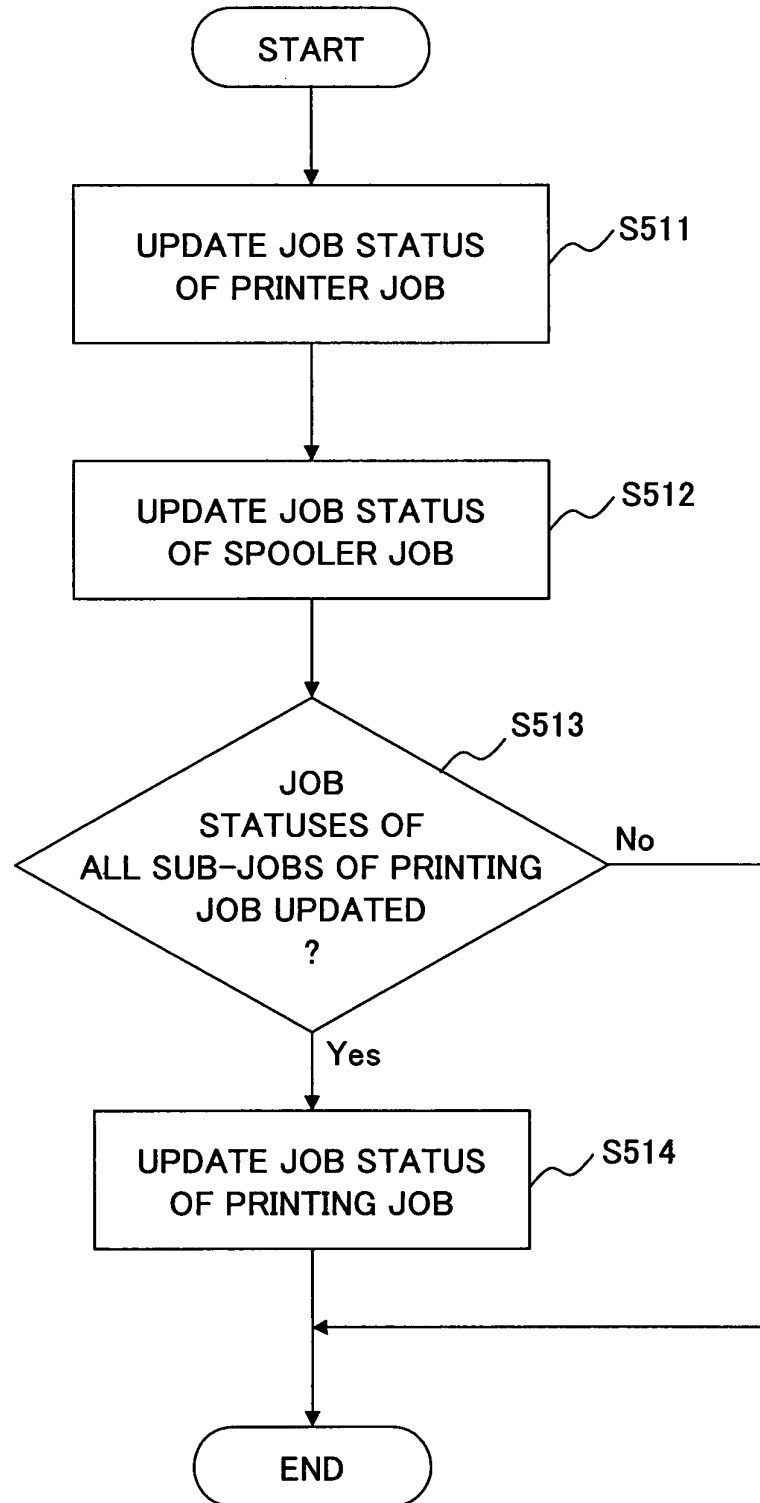 START
UPDATE JOB STATUS
OF PRINTER JOB
S511
UPDATE JOB STATUS
OF SPOOLER JOB
S512
S513
JOB
STATUSES OF
ALL SUB-JOBS OF PRINTING
JOB UPDATED
?
No
Yes
UPDATE JOB STATUS
OF PRINTING JOB
S514
END